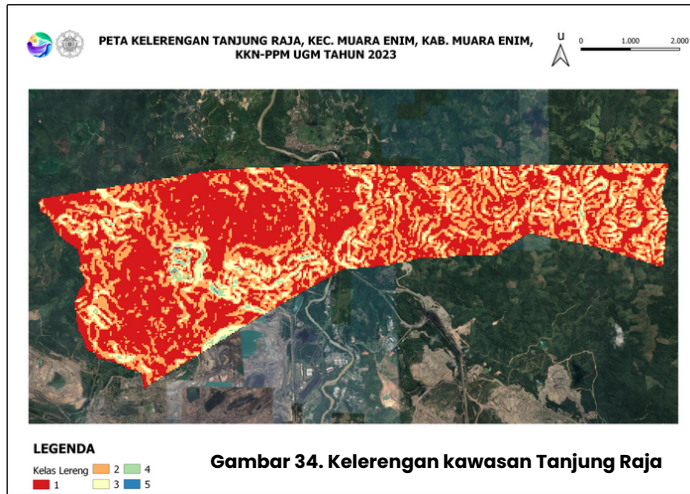 PETA KELERENGAN TANJUNG RAJA, KEC. MUARA ENIM, KAB. MUARA ENIM,
KKN-PPM UGM TAHUN 2023
U
0 1.000 2.000
LEGENDA
Kelas Lereng
1
2
3
4
5
Gambar 34. Kelerengan kawasan Tanjung Raja